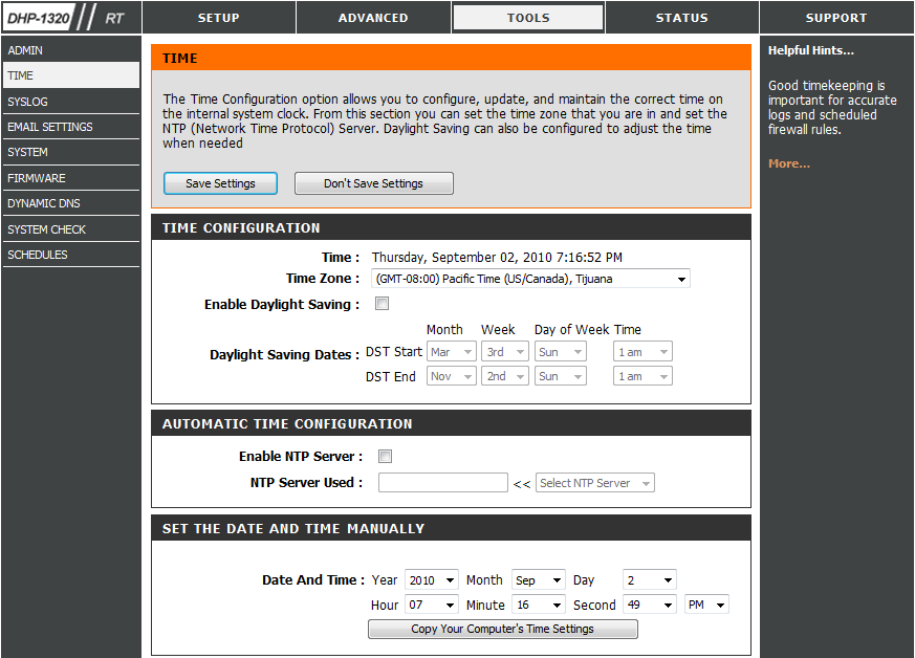 DHP-1320 // RT
SETUP
ADVANCED
TOOLS
STATUS
SUPPORT
ADMIN
TIME
SYSLOG
EMAIL SETTINGS
SYSTEM
FIRMWARE
DYNAMIC DNS
SYSTEM CHECK
SCHEDULES
TIME
The Time Configuration option allows you to configure, update, and maintain the correct time on
the internal system clock. From this section you can set the time zone that you are in and set the
NTP (Network Time Protocol) Server. Daylight Saving can also be configured to adjust the time
when needed
Save Settings
Don't Save Settings
TIME CONFIGURATION
Time : Thursday, September 02, 2010 7:16:52 PM
Time Zone : (GMT-08:00) Pacific Time (US/Canada), Tijuana
Enable Daylight Saving :
Month Week Day of Week Time
Daylight Saving Dates : DST Start Mar 3rd Sun 1 am
DST End Nov 2nd Sun 1 am
AUTOMATIC TIME CONFIGURATION
Enable NTP Server :
NTP Server Used : << Select NTP Server
SET THE DATE AND TIME MANUALLY
Date And Time : Year 2010 Month Sep Day 2
Hour 07 Minute 16 Second 49 PM
Copy Your Computer's Time Settings
Helpful Hints...
Good timekeeping is
important for accurate
logs and scheduled
firewall rules.
More...